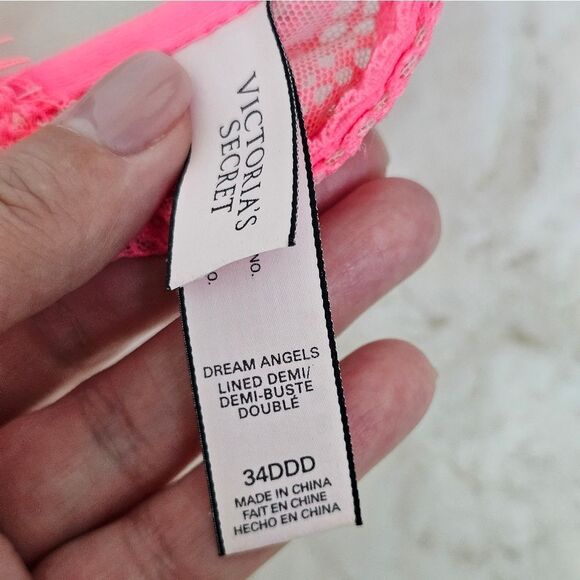 VICTORIA'S
SECRET
NO.
O.
DREAM ANGELS
LINED DEMI/
DEMI-BUSTE
DOUBLÉ
34DDD
MADE IN CHINA
FAIT EN CHINE
HECHO EN CHINA